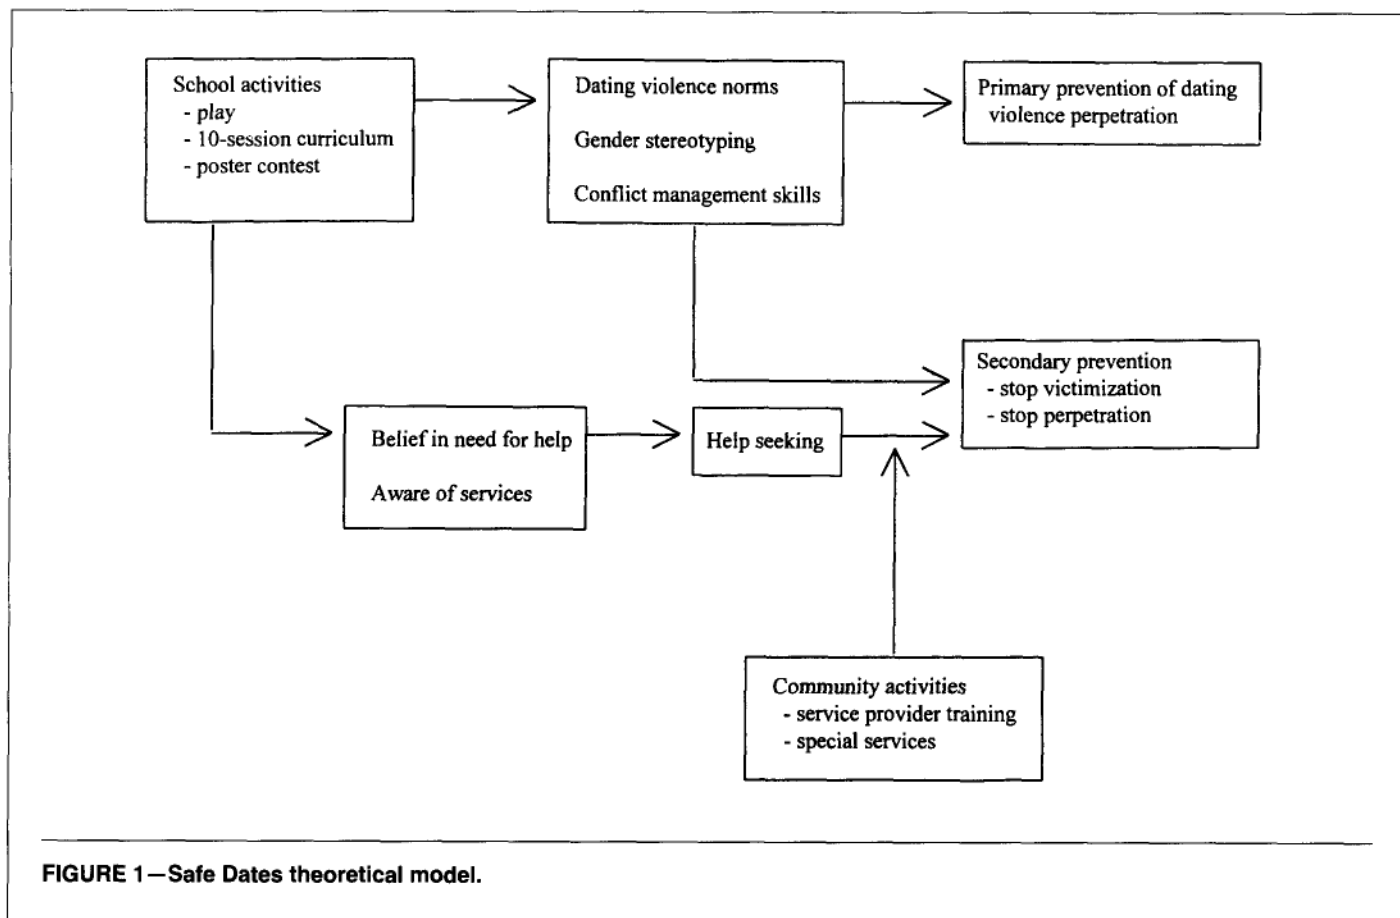 School activities
- play
- 10-session curriculum
- poster contest
Dating violence norms
Gender stereotyping
Conflict management skills
Primary prevention of dating
violence perpetration
Secondary prevention
- stop victimization
- stop perpetration
Belief in need for help
Aware of services
Help seeking
Community activities
- service provider training
- special services
FIGURE 1—Safe Dates theoretical model.